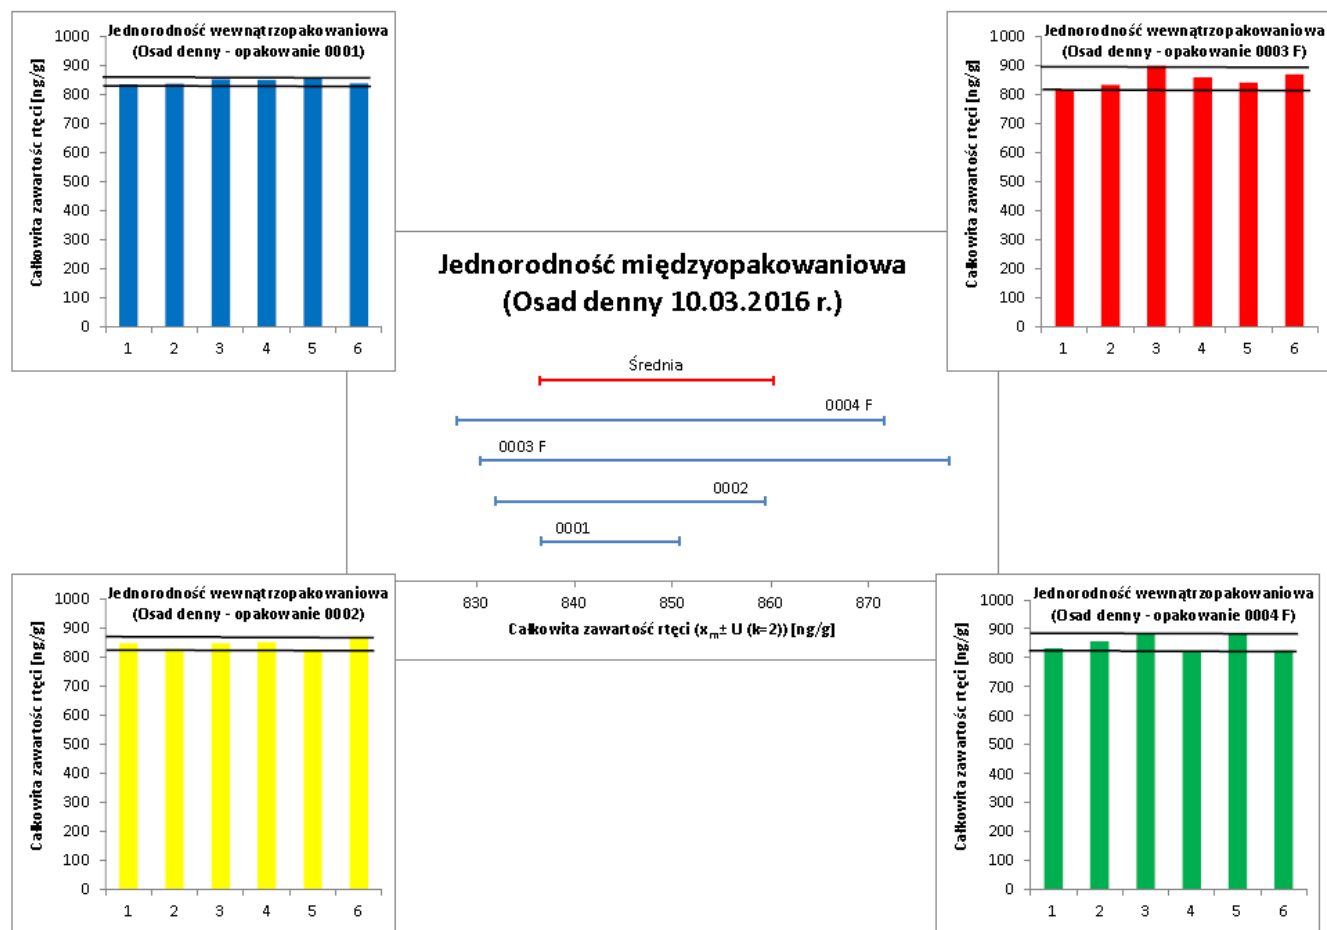 Jednorodność wewnątrzopakowaniowa
(Osad denny - opakowanie 0001)
Całkowita zawartośc rtęci [ng/g]
1000
900
800
700
600
500
400
300
200
100
0
1 2 3 4 5 6
Jednorodność wewnątrzopakowaniowa
(Osad denny - opakowanie 0003 F)
Całkowita zawartośc rtęci [ng/g]
1000
900
800
700
600
500
400
300
200
100
0
1 2 3 4 5 6
Jednorodność międzyopakowaniowa
(Osad denny 10.03.2016 r.)
Średnia
0004 F
0003 F
0002
0001
830 840 850 860 870
Całkowita zawartość rtęci (xm± U (k=2)) [ng/g]
Jednorodność wewnątrzopakowaniowa
(Osad denny - opakowanie 0002)
Całkowita zawartośc rtęci [ng/g]
1000
900
800
700
600
500
400
300
200
100
0
1 2 3 4 5 6
Jednorodność wewnątrzopakowaniowa
(Osad denny - opakowanie 0004 F)
Całkowita zawartośc rtęci [ng/g]
1000
900
800
700
600
500
400
300
200
100
0
1 2 3 4 5 6